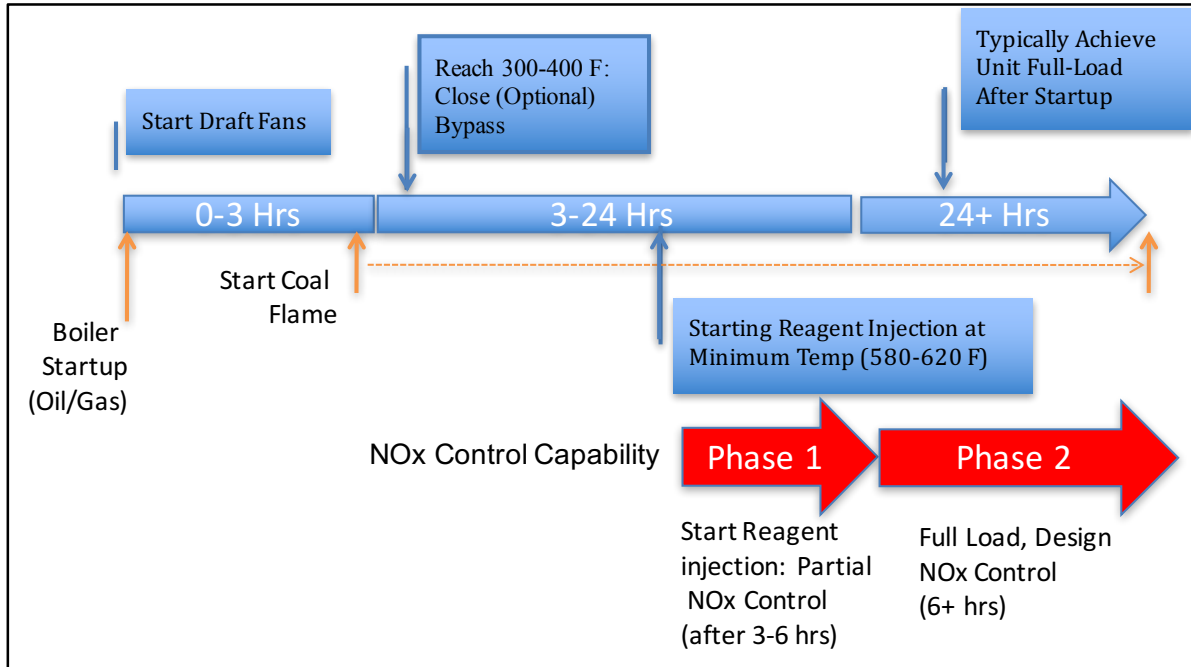 Start Draft Fans
Reach 300-400 F:
Close (Optional)
Bypass
Typically Achieve
Unit Full-Load
After Startup
0-3 Hrs
3-24 Hrs
24+ Hrs
Boiler
Startup
(Oil/Gas)
Start Coal
Flame
Starting Reagent Injection at
Minimum Temp (580-620 F)
NOx Control Capability
Phase 1
Phase 2
Start Reagent
injection: Partial
NOx Control
(after 3-6 hrs)
Full Load, Design
NOx Control
(6+ hrs)